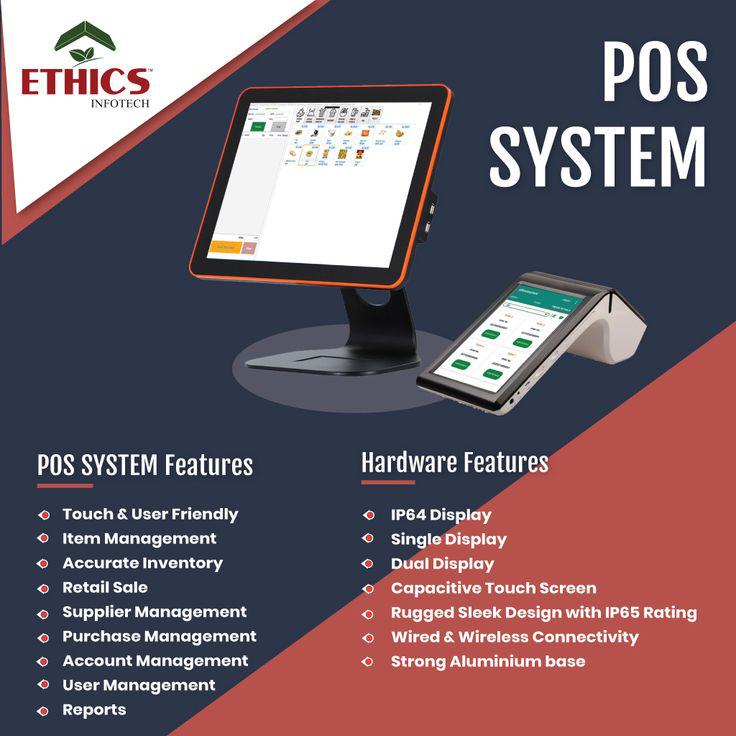 ETHICS™
INFOTECH
POS
SYSTEM
POS SYSTEM Features
Touch & User Friendly
Item Management
Accurate Inventory
Retail Sale
Supplier Management
Purchase Management
Account Management
User Management
Reports
Hardware Features
IP64 Display
Single Display
Dual Display
Capacitive Touch Screen
Rugged Sleek Design with IP65 Rating
Wired & Wireless Connectivity
Strong Aluminium base